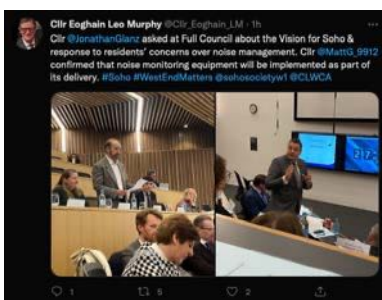 Cllr Eoghain Leo Murphy @Cllr_Eoghain_LM · 1h
Cllr @JonathanGlanz asked at Full Council about the Vision for Soho &
response to residents' concerns over noise management. Cllr @MattG_9912
confirmed that noise monitoring equipment will be implemented as part of
its delivery. #Soho #WestEndMatters @sohosocietyw1 @CLWCA
1 5 2